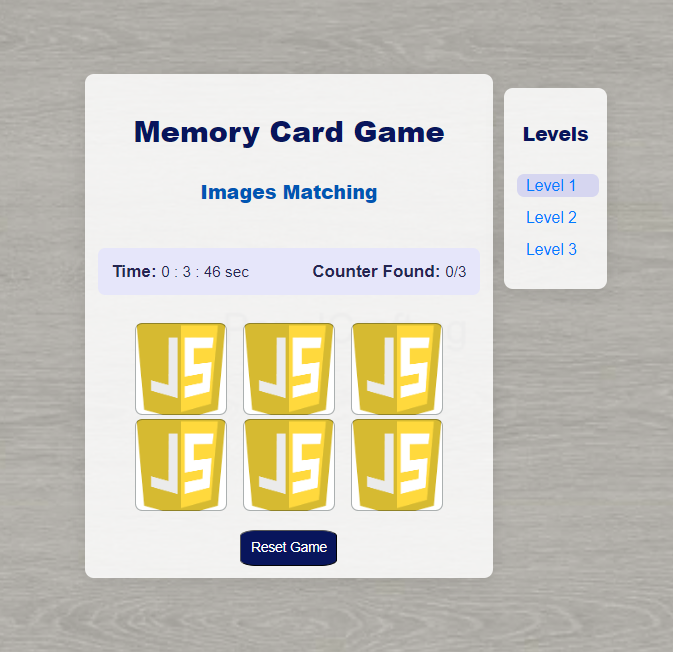 Memory Card Game
Images Matching
Time: 0 : 3 : 46 sec Counter Found: 0/3
JS JS JS
JS JS JS
Reset Game
Levels
Level 1
Level 2
Level 3